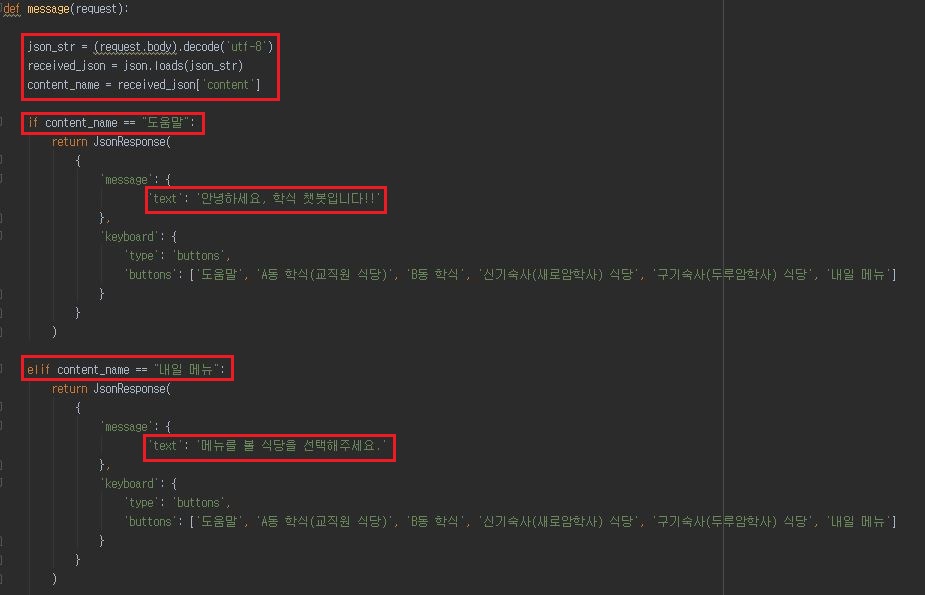 def message(request):
json_str = (request.body).decode('utf-8')
received_json = json.loads(json_str)
content_name = received_json['content']
if content_name == "도움말":
return JsonResponse(
{
'message': {
'text': '안녕하세요, 학식 챗봇입니다!!'
},
'keyboard': {
'type': 'buttons',
'buttons': ['도움말', 'A동 학식(교직원 식당)', 'B동 학식', '신기숙사(새로암학사) 식당', '구기숙사(두루암학사) 식당', '내일 메뉴']
}
}
)
elif content_name == "내일 메뉴":
return JsonResponse(
{
'message': {
'text': '메뉴를 볼 식당을 선택해주세요.'
},
'keyboard': {
'type': 'buttons',
'buttons': ['도움말', 'A동 학식(교직원 식당)', 'B동 학식', '신기숙사(새로암학사) 식당', '구기숙사(두루암학사) 식당', '내일 메뉴']
}
}
)